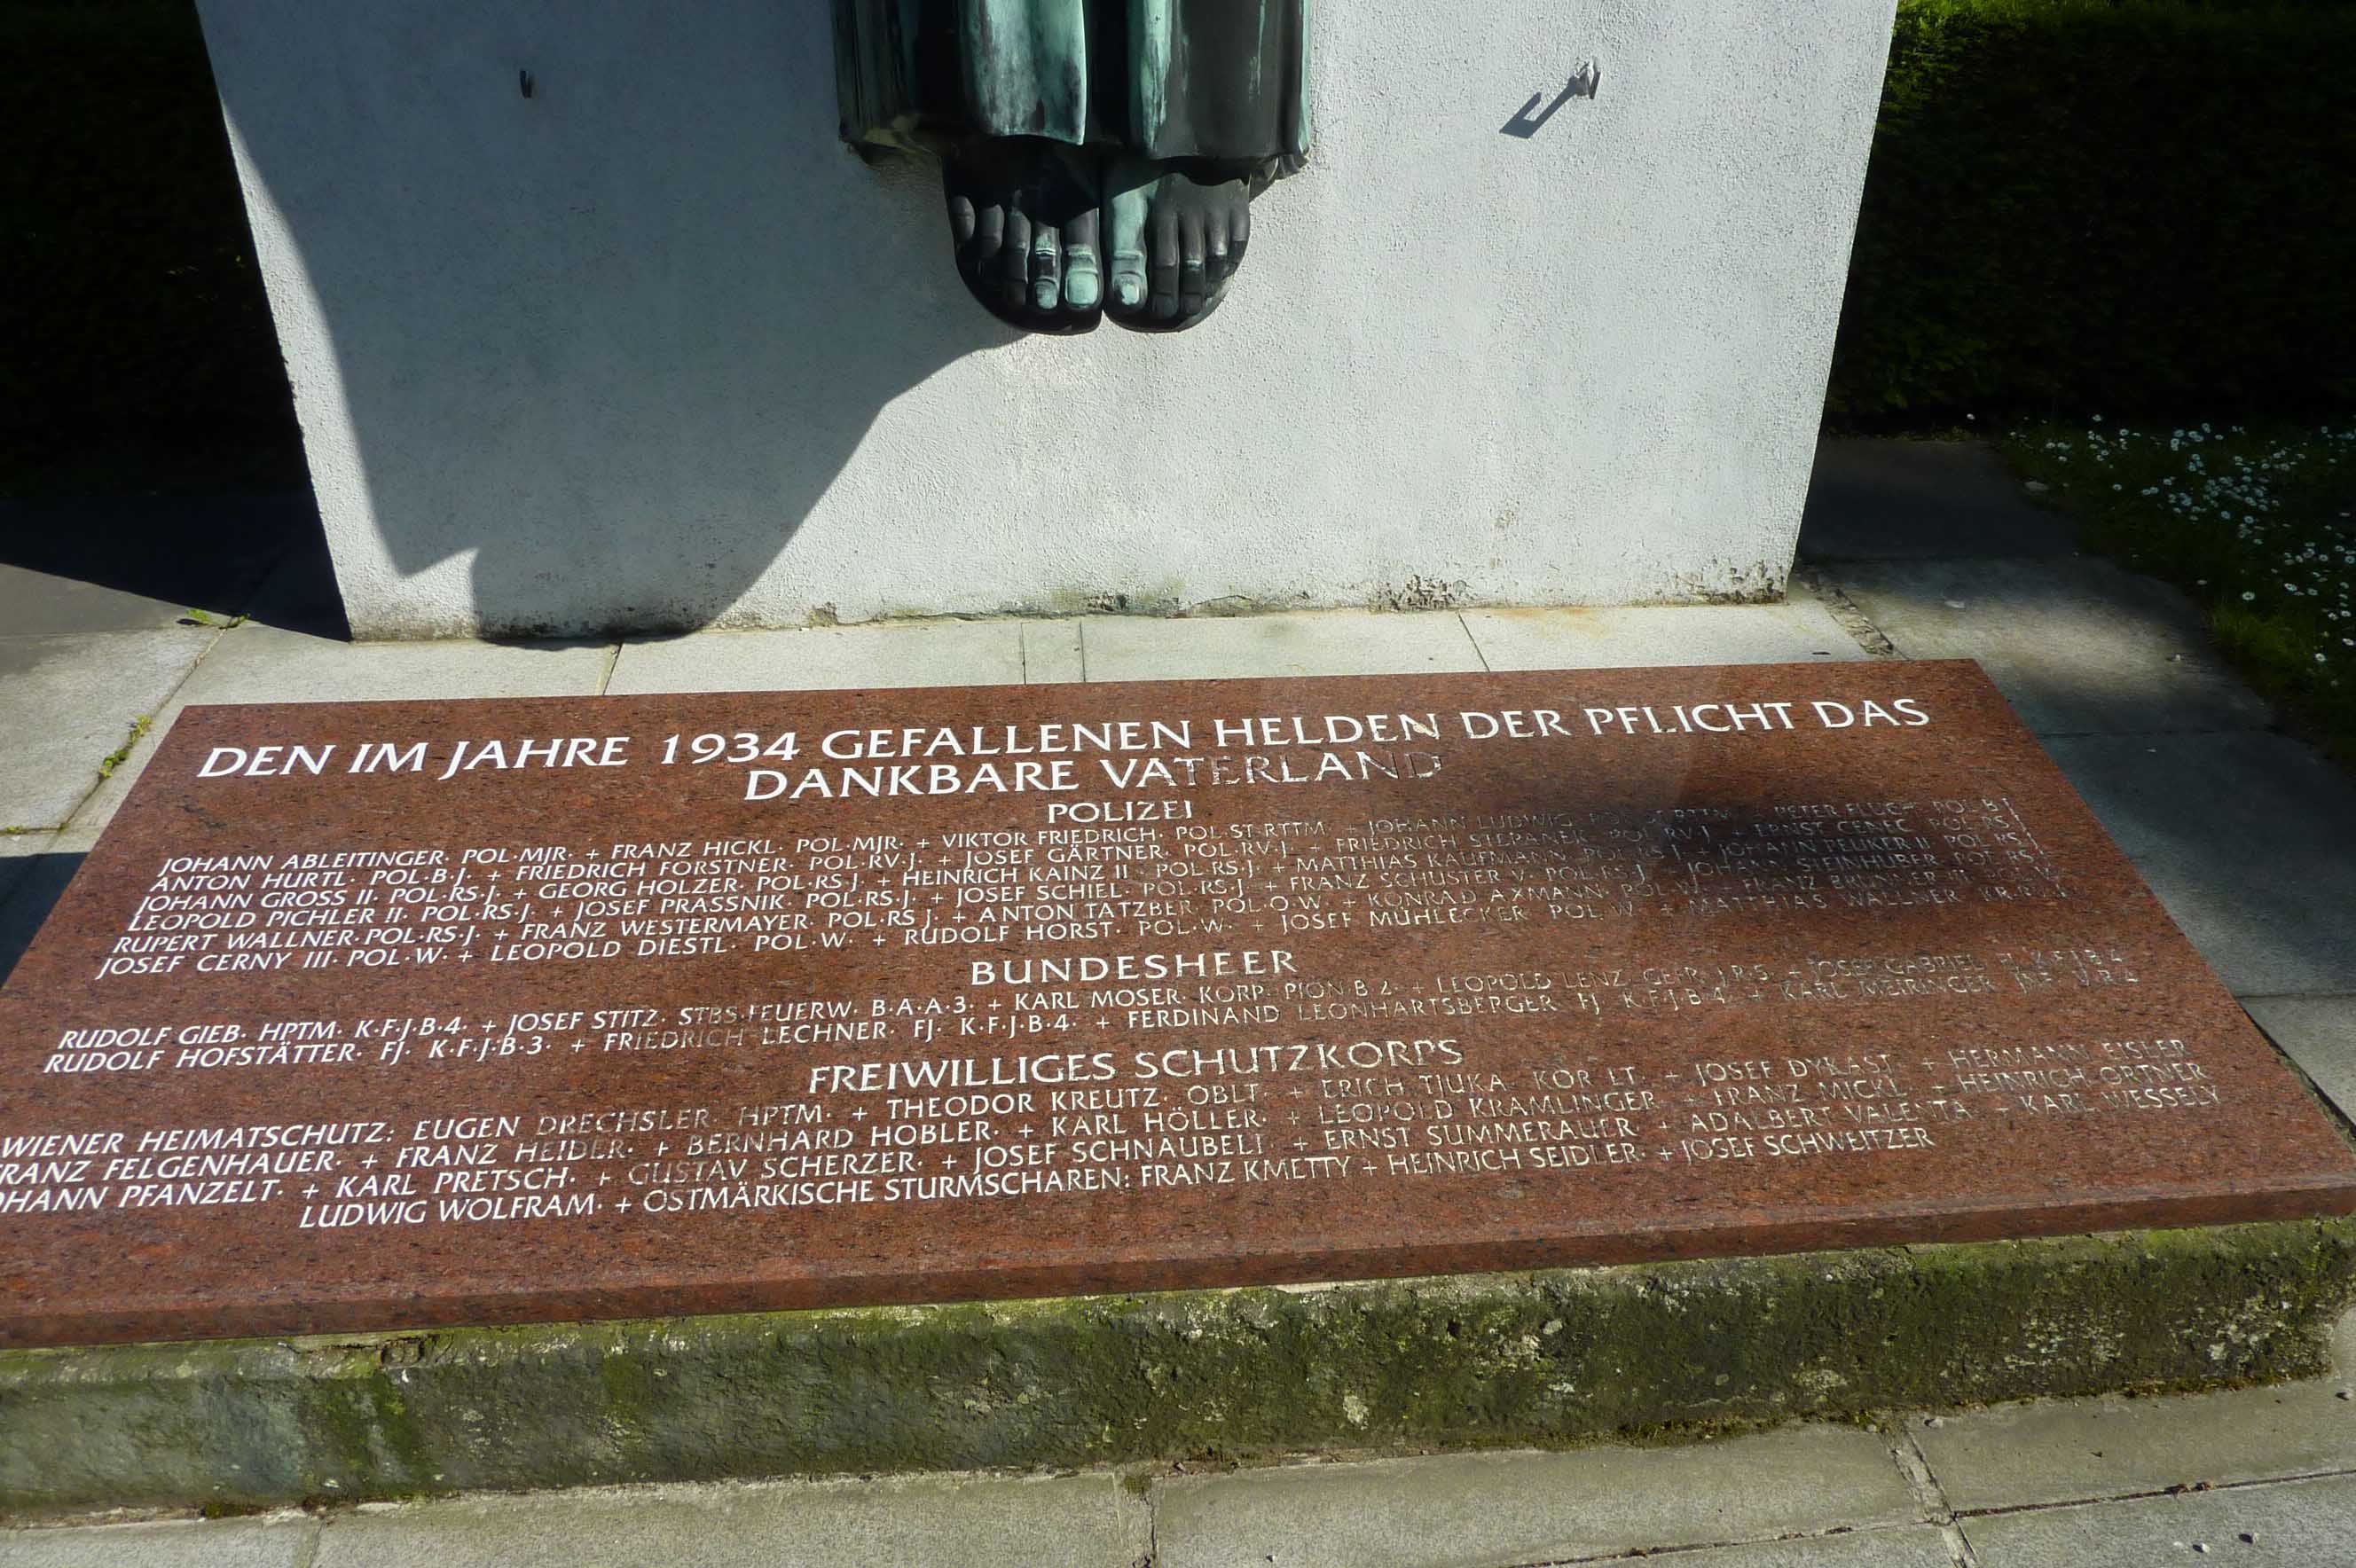 DEN IM JAHRE 1934 GEFALLENEN HELDEN DER PFLICHT DAS
DANKBARE VATERLAND
POLIZEI
JOHANN ABLEITINGER· POL·MJR· + FRANZ HICKL· POL·MJR· + VIKTOR FRIEDRICH· POL·ST·RTTM· + JOHANN LUDWIG· + PETER FLUCH· POL·B·J·
ANTON HURTL· POL·B·J· + FRIEDRICH FORSTNER· POL·RV·J· + JOSEF GÄRTNER· POL·RV·J· + FRIEDRICH STEPANEK· POL·RV·J· + ERNST CENEC· POL·RS·J·
JOHANN GROSS II· POL·RS·J· + GEORG HOLZER· POL·RS·J· + HEINRICH KAINZ II· POL·RS·J· + MATTHIAS KAUFMANN· POL·RS·J· + JOHANN PEUKER II· POL·RS·J·
LEOPOLD PICHLER II· POL·RS·J· + JOSEF PRASSNIK· POL·RS·J· + JOSEF SCHIEL· POL·RS·J· + FRANZ SCHUSTER V· POL·RS·J· + JOHANN STEINHUBER· POL·RS·J·
RUPERT WALLNER·POL·RS·J· + FRANZ WESTERMAYER· POL·RS·J· + ANTON TATZBER· POL·O·W· + KONRAD AXMANN· POL·W· + FRANZ POL·W·
JOSEF CERNY III· POL·W· + LEOPOLD DIESTL· POL·W· + RUDOLF HORST· POL·W· + JOSEF MÜHLECKER· POL·W· + MATTHIAS WALLNER·
BUNDESHEER
RUDOLF GIEB· HPTM· K·F·J·B·4· + JOSEF STITZ· STBS·FEUERW· B·A·A·3· + KARL MOSER· KORP· PION·B·2· + LEOPOLD LENZ· GEFR· J·R·5· + JOSEF GABRIEL· FJ· K·F·J·B·4·
RUDOLF HOFSTÄTTER· FJ· K·F·J·B·3· + FRIEDRICH LECHNER· FJ· K·F·J·B·4· + FERDINAND LEONHARTSBERGER· FJ· K·F·J·B·4· + KARL MEIRINGER·
FREIWILLIGES SCHUTZKORPS
WIENER HEIMATSCHUTZ: EUGEN DRECHSLER· HPTM· + THEODOR KREUTZ· OBLT· + ERICH TJUKA· KOR·LT· + JOSEF DYKAST· + HERMANN EISLER
FRANZ FELGENHAUER· + FRANZ HEIDER· + BERNHARD HOBLER· + KARL HÖLLER· + LEOPOLD KRAMLINGER + FRANZ MICKL· + HEINRICH ORTNER
JOHANN PFANZELT· + KARL PRETSCH· + GUSTAV SCHERZER· + JOSEF SCHNAUBELT + ERNST SUMMERAUER + ADALBERT VALENTA + KARL WESSELY
LUDWIG WOLFRAM· + OSTMÄRKISCHE STURMSCHAREN: FRANZ KMETTY + HEINRICH SEIDLER· + JOSEF SCHWEITZER